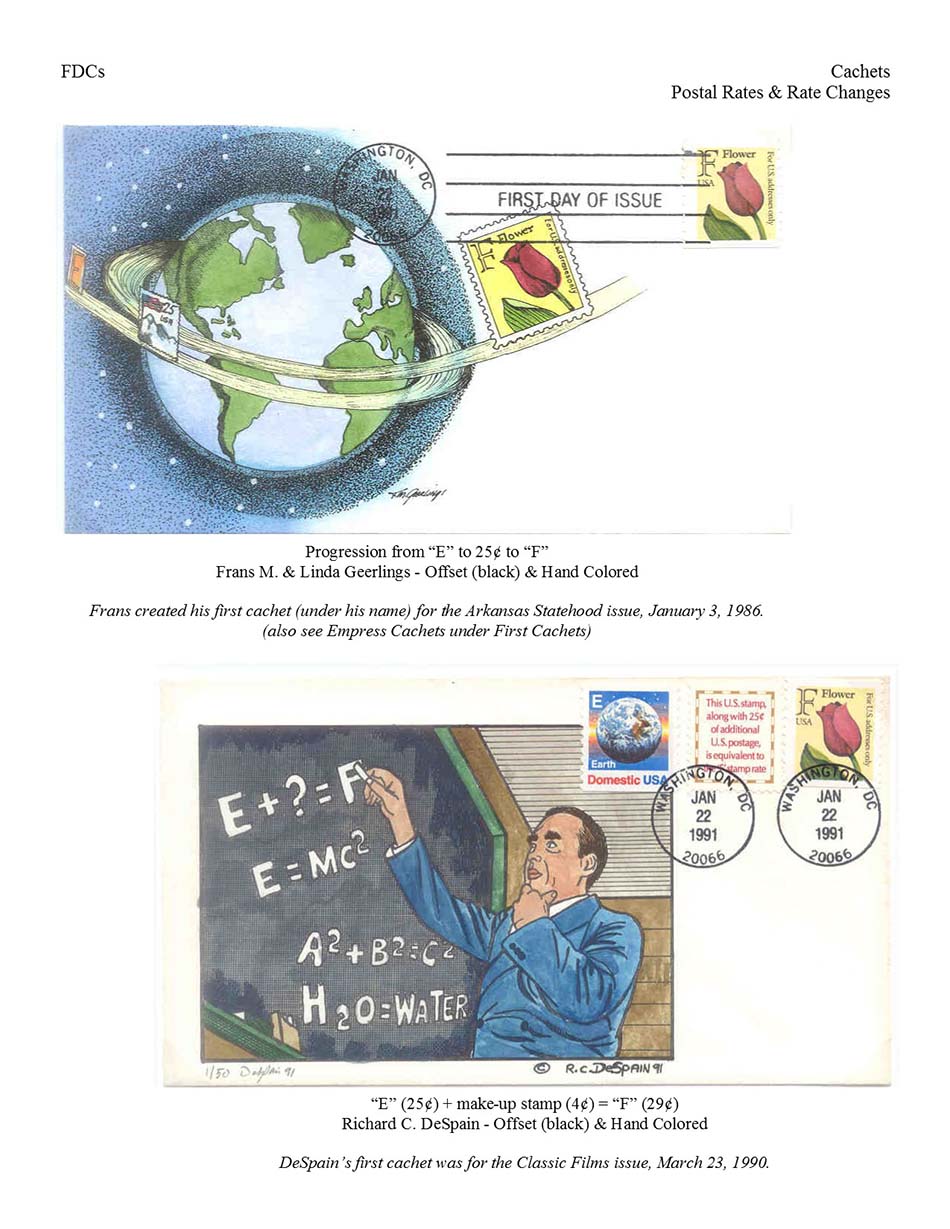 FDCs
Cachets
Postal Rates & Rate Changes
WASHINGTON, DC
JAN
22
1991
20066
FIRST DAY OF ISSUE
F Flower
USA
For U.S. addresses only
F Flower
For U.S. addresses only
25
USA
Progression from “E” to 25¢ to “F”
Frans M. & Linda Geerlings - Offset (black) & Hand Colored
Frans created his first cachet (under his name) for the Arkansas Statehood issue, January 3, 1986.
(also see Empress Cachets under First Cachets)
E
Earth
Domestic USA
This U.S. stamp,
along with 25¢
of additional
U.S. postage,
is equivalent to
stamp rate
F Flower
USA
For U.S. addresses only
WASHINGTON, DC
JAN
22
1991
20066
WASHINGTON, DC
JAN
22
1991
20066
E + ? = F
E = MC²
A² + B² = C²
H₂O = WATER
1/50 DeSpain 91
© R.C. DESPAIN 91
“E” (25¢) + make-up stamp (4¢) = “F” (29¢)
Richard C. DeSpain - Offset (black) & Hand Colored
DeSpain’s first cachet was for the Classic Films issue, March 23, 1990.